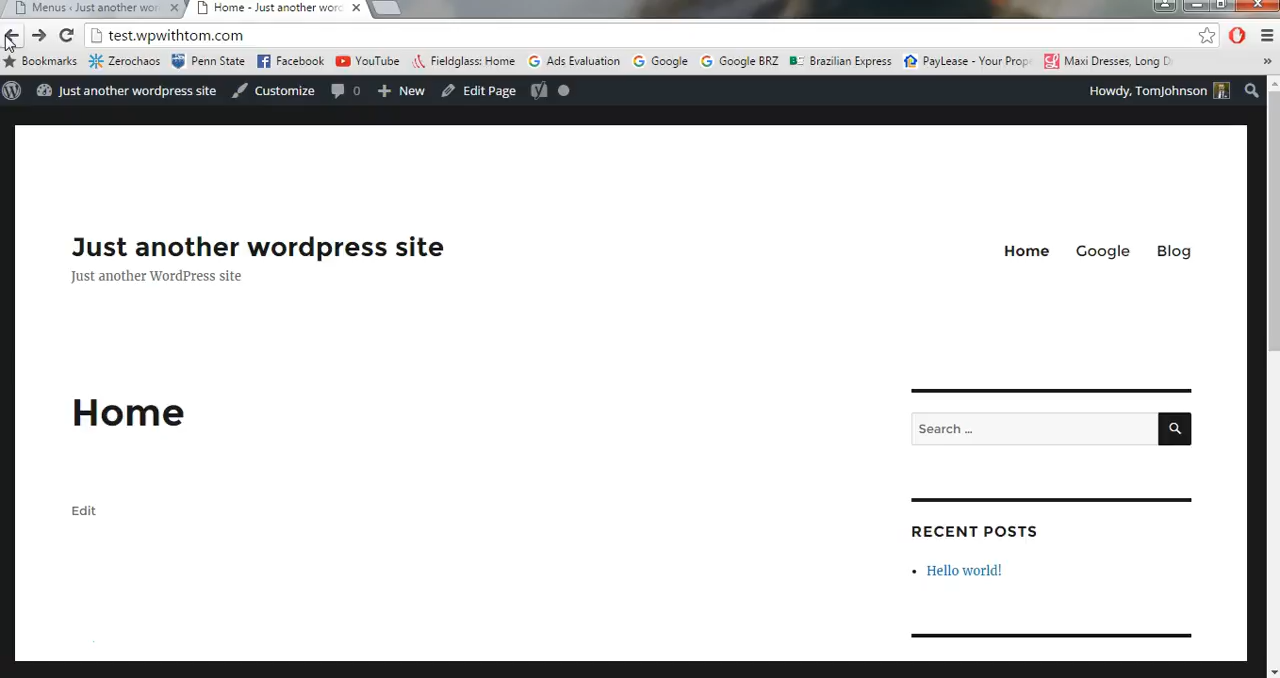 Menus ‹ Just another wor
Home - Just another wor
test.wpwithtom.com
Bookmarks Zerochaos Penn State Facebook YouTube Fieldglass: Home Ads Evaluation Google Google BRZ Brazilian Express PayLease - Your Prope Maxi Dresses, Long D »
Just another wordpress site Customize 0 New Edit Page Howdy, TomJohnson
Just another wordpress site
Just another WordPress site
Home Google Blog
Home
Search ...
Edit
RECENT POSTS
Hello world!